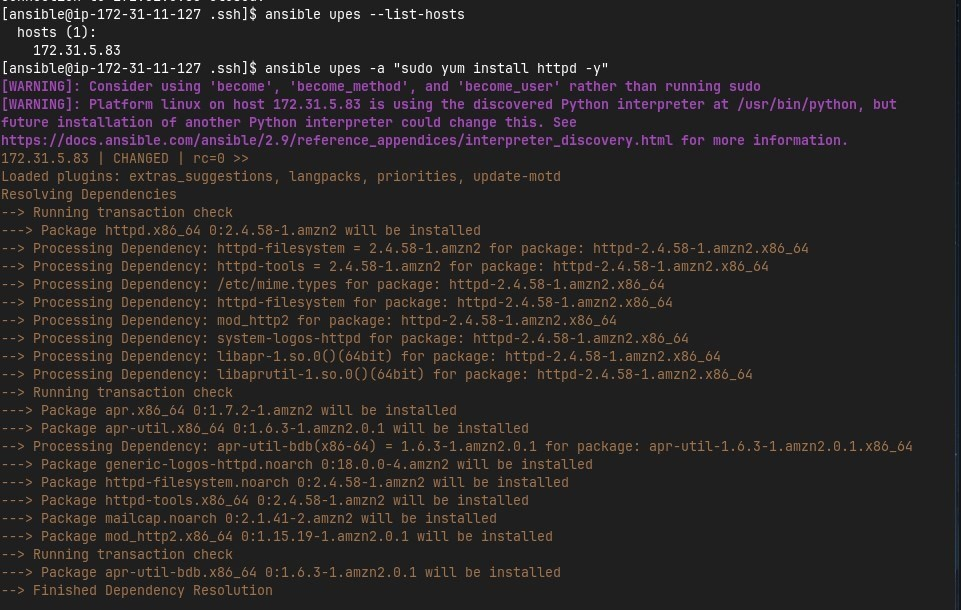 [ansible@ip-172-31-11-127 .ssh]$ ansible upes --list-hosts
  hosts (1):
    172.31.5.83
[ansible@ip-172-31-11-127 .ssh]$ ansible upes -a "sudo yum install httpd -y"
[WARNING]: Consider using 'become', 'become_method', and 'become_user' rather than running sudo
[WARNING]: Platform linux on host 172.31.5.83 is using the discovered Python interpreter at /usr/bin/python, but
future installation of another Python interpreter could change this. See
https://docs.ansible.com/ansible/2.9/reference_appendices/interpreter_discovery.html for more information.
172.31.5.83 | CHANGED | rc=0 >>
Loaded plugins: extras_suggestions, langpacks, priorities, update-motd
Resolving Dependencies
--> Running transaction check
---> Package httpd.x86_64 0:2.4.58-1.amzn2 will be installed
--> Processing Dependency: httpd-filesystem = 2.4.58-1.amzn2 for package: httpd-2.4.58-1.amzn2.x86_64
--> Processing Dependency: httpd-tools = 2.4.58-1.amzn2 for package: httpd-2.4.58-1.amzn2.x86_64
--> Processing Dependency: /etc/mime.types for package: httpd-2.4.58-1.amzn2.x86_64
--> Processing Dependency: httpd-filesystem for package: httpd-2.4.58-1.amzn2.x86_64
--> Processing Dependency: mod_http2 for package: httpd-2.4.58-1.amzn2.x86_64
--> Processing Dependency: system-logos-httpd for package: httpd-2.4.58-1.amzn2.x86_64
--> Processing Dependency: libapr-1.so.0()(64bit) for package: httpd-2.4.58-1.amzn2.x86_64
--> Processing Dependency: libaprutil-1.so.0()(64bit) for package: httpd-2.4.58-1.amzn2.x86_64
--> Running transaction check
---> Package apr.x86_64 0:1.7.2-1.amzn2 will be installed
---> Package apr-util.x86_64 0:1.6.3-1.amzn2.0.1 will be installed
--> Processing Dependency: apr-util-bdb(x86-64) = 1.6.3-1.amzn2.0.1 for package: apr-util-1.6.3-1.amzn2.0.1.x86_64
---> Package generic-logos-httpd.noarch 0:18.0.0-4.amzn2 will be installed
---> Package httpd-filesystem.noarch 0:2.4.58-1.amzn2 will be installed
---> Package httpd-tools.x86_64 0:2.4.58-1.amzn2 will be installed
---> Package mailcap.noarch 0:2.1.41-2.amzn2 will be installed
---> Package mod_http2.x86_64 0:1.15.19-1.amzn2.0.1 will be installed
--> Running transaction check
---> Package apr-util-bdb.x86_64 0:1.6.3-1.amzn2.0.1 will be installed
--> Finished Dependency Resolution